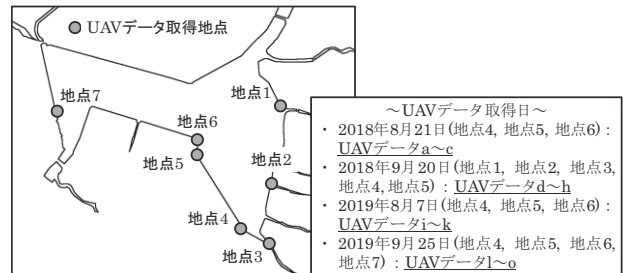 UAVデータ取得地点
地点7
地点1
地点6
地点5
地点2
地点4
地点3
~UAVデータ取得日~
・ 2018年8月21日(地点4, 地点5, 地点6) :
UAVデータa~c
・ 2018年9月20日(地点1, 地点2, 地点3,
地点4,地点5) : UAVデータd~h
・ 2019年8月7日(地点4, 地点5, 地点6) :
UAVデータi~k
・ 2019年9月25日(地点4, 地点5, 地点6,
地点7) : UAVデータl~o